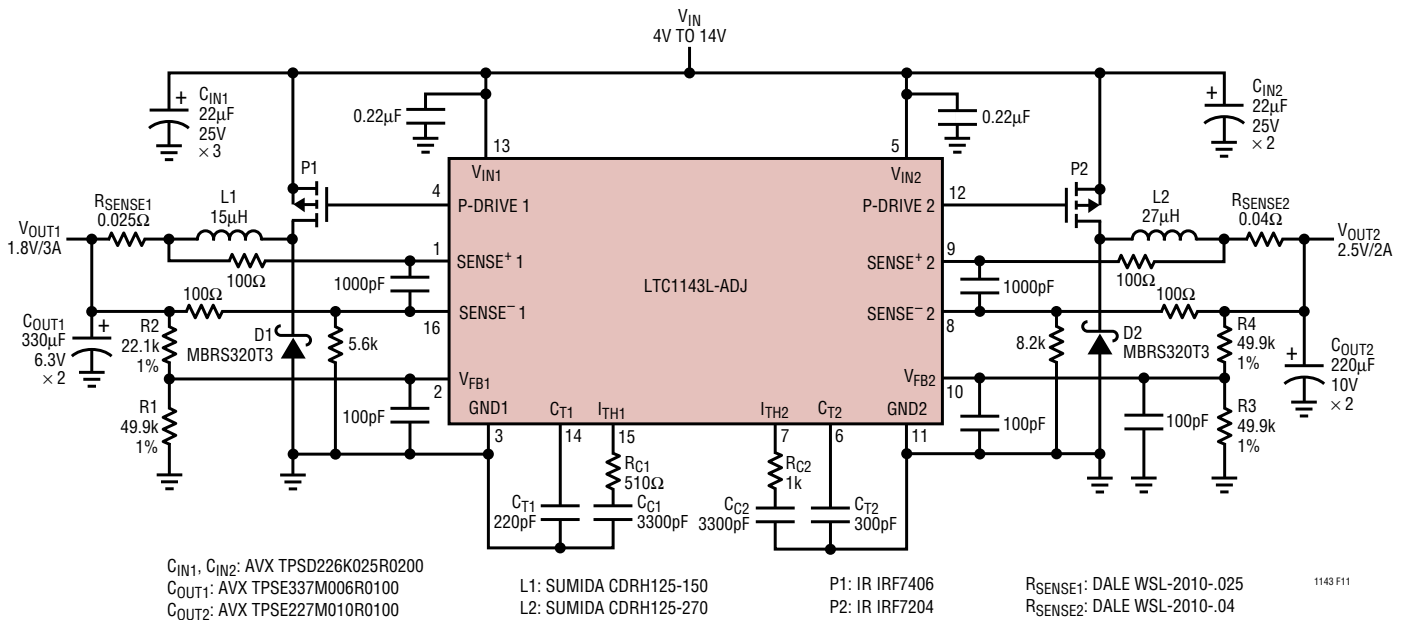 VIN
4V TO 14V
+
CIN1
22µF
25V
× 3
0.22µF
0.22µF
+
CIN2
22µF
25V
× 2
13
5
P1
VIN1
VIN2
P2
4
P-DRIVE 1
P-DRIVE 2
12
RSENSE1
0.025Ω
L1
15µH
L2
27µH
RSENSE2
0.04Ω
VOUT1
1.8V/3A
VOUT2
2.5V/2A
1
SENSE+ 1
SENSE+ 2
9
100Ω
1000pF
LTC1143L-ADJ
1000pF
100Ω
100Ω
100Ω
16
SENSE– 1
SENSE– 2
8
COUT1
330µF
6.3V
× 2
+
R2
22.1k
1%
D1
MBRS320T3
5.6k
8.2k
D2
MBRS320T3
R4
49.9k
1%
+
COUT2
220µF
10V
× 2
2
VFB1
VFB2
10
R1
49.9k
1%
100pF
GND1
CT1
ITH1
ITH2
CT2
GND2
100pF
100pF
R3
49.9k
1%
3
14
15
7
6
11
RC1
510Ω
RC2
1k
CT1
220pF
CC1
3300pF
CC2
3300pF
CT2
300pF
CIN1, CIN2: AVX TPSD226K025R0200
COUT1: AVX TPSE337M006R0100
COUT2: AVX TPSE227M010R0100
L1: SUMIDA CDRH125-150
L2: SUMIDA CDRH125-270
P1: IR IRF7406
P2: IR IRF7204
RSENSE1: DALE WSL-2010-.025
RSENSE2: DALE WSL-2010-.04
1143 F11